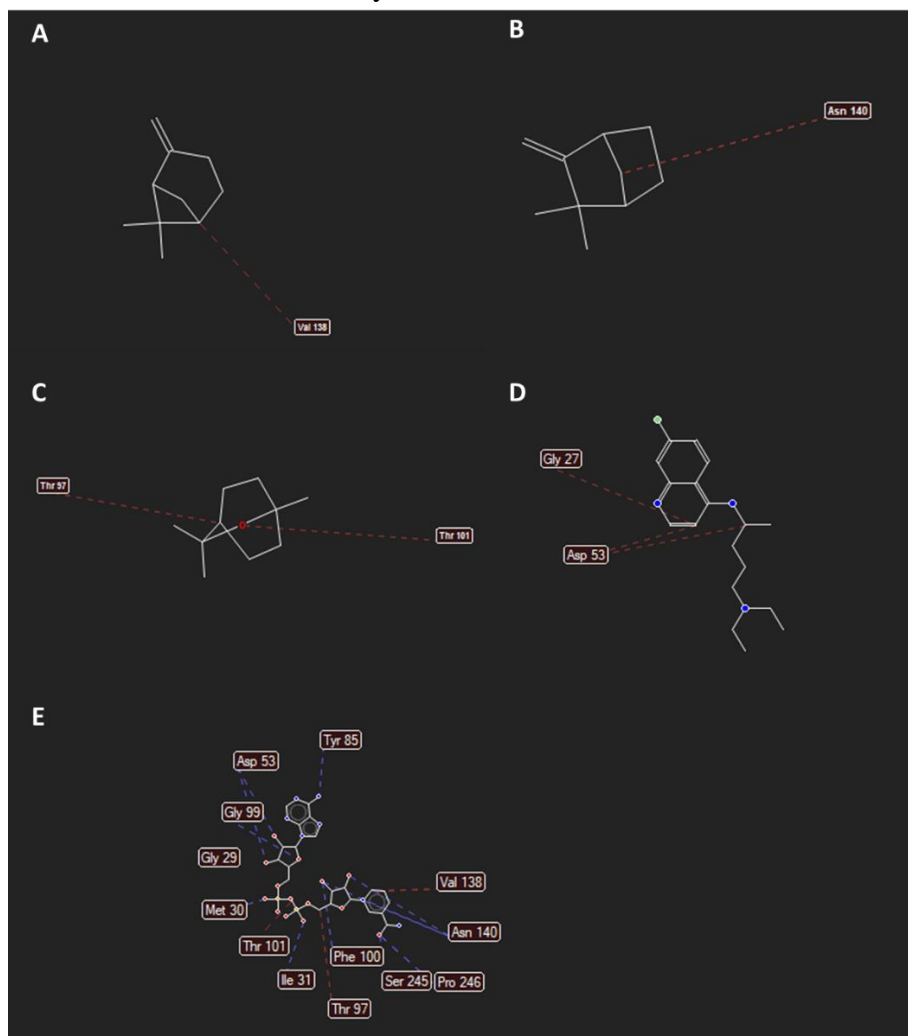 A
B
Asn 140
Val 138
C
D
Thr 97
O
Thr 101
Gly 27
Asp 53
E
Tyr 85
Asp 53
Gly 99
Gly 29
Val 138
Met 30
Asn 140
Thr 101
Phe 100
Ile 31
Ser 245
Pro 246
Thr 97